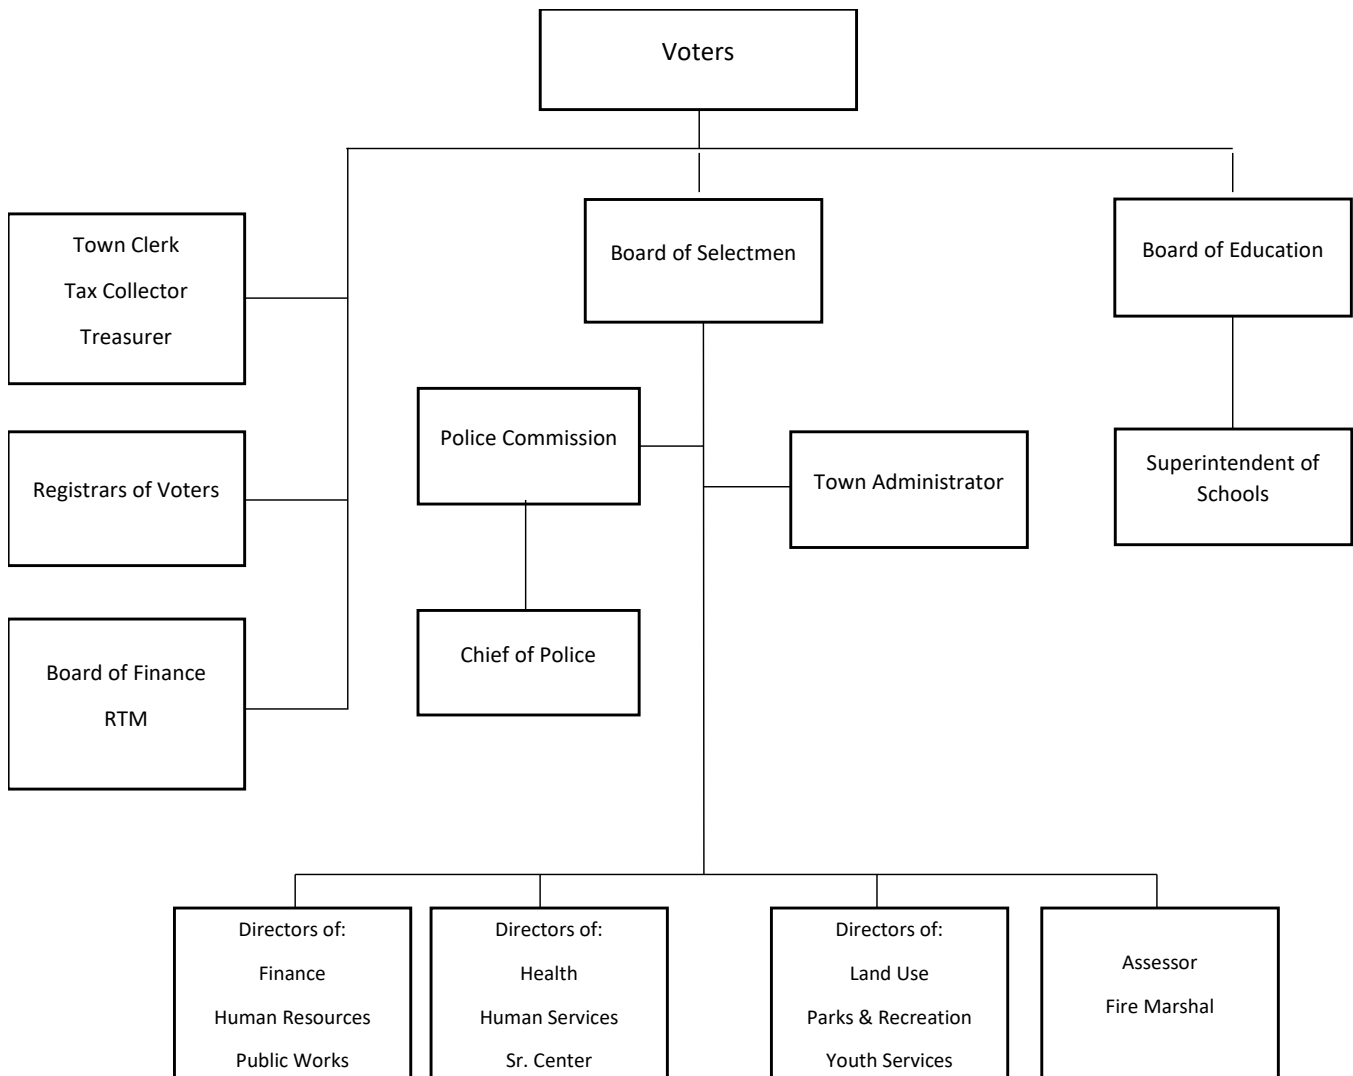 Voters
Town Clerk
Tax Collector
Treasurer
Board of Selectmen
Board of Education
Police Commission
Town Administrator
Superintendent of
Schools
Registrars of Voters
Chief of Police
Board of Finance
RTM
Directors of:
Finance
Human Resources
Public Works
Directors of:
Health
Human Services
Sr. Center
Directors of:
Land Use
Parks & Recreation
Youth Services
Assessor
Fire Marshal